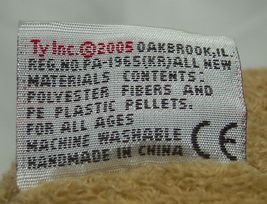 Ty Inc.©2005 OAKBROOK,IL.
REG.NO.PA-1965(KR)ALL NEW
MATERIALS CONTENTS:
POLYESTER FIBERS AND
PE PLASTIC PELLETS.
FOR ALL AGES
MACHINE WASHABLE
HANDMADE IN CHINA
CE